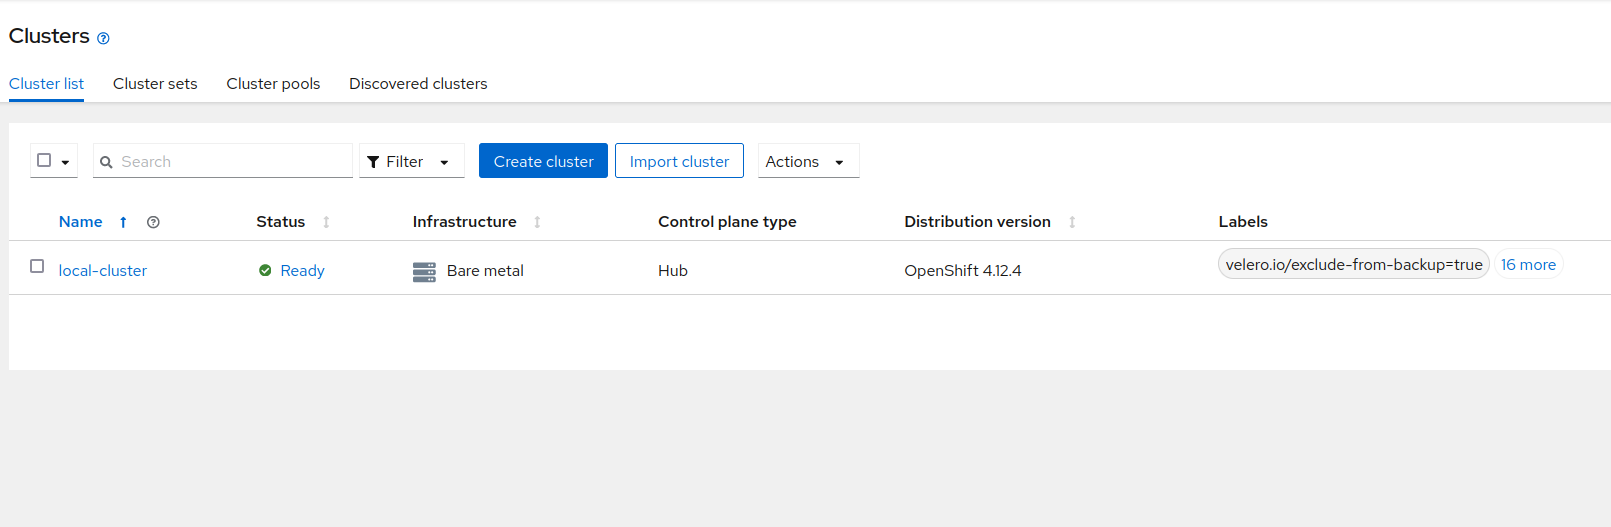 Clusters
Cluster list Cluster sets Cluster pools Discovered clusters
Search Filter Create cluster Import cluster Actions
Name Status Infrastructure Control plane type Distribution version Labels
local-cluster Ready Bare metal Hub OpenShift 4.12.4 velero.io/exclude-from-backup=true 16 more